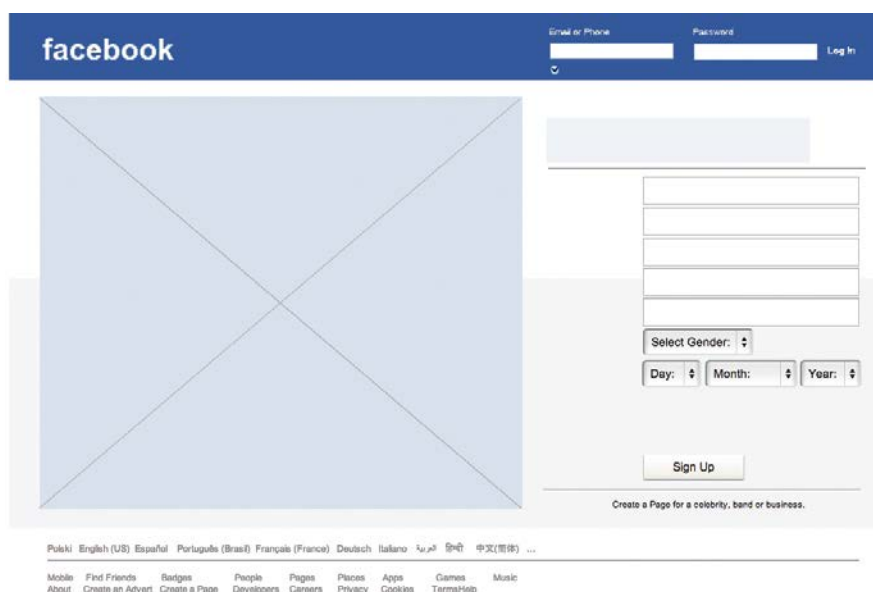 facebook
Email or Phone
Password
Log In
Select Gender:
Day:
Month:
Year:
Sign Up
Create a Page for a celebrity, band or business.
Polski English (US) Español Português (Brasil) Français (France) Deutsch Italiano العربية हिन्दी 中文(简体) ...
Mobile Find Friends Badges People Pages Places Apps Games Music
About Create an Advert Create a Page Developers Careers Privacy Cookies TermsHelp